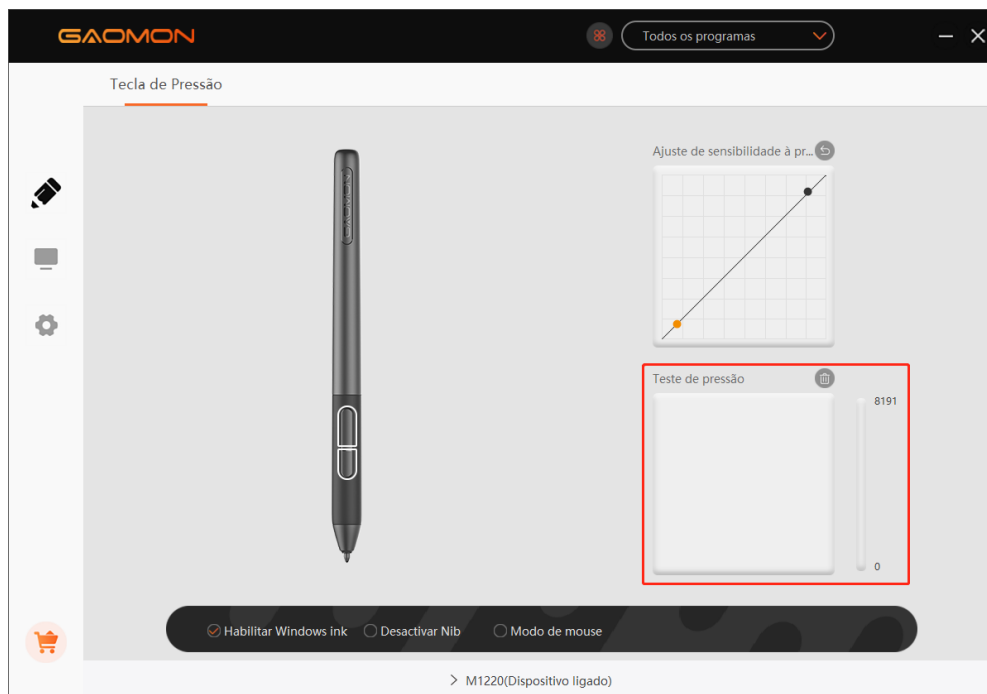 GAOMON
Todos os programas
Tecla de Pressão
GAOMON
Ajuste de sensibilidade à pr...
Teste de pressão
8191
0
Habilitar Windows ink
Desactivar Nib
Modo de mouse
M1220(Dispositivo ligado)